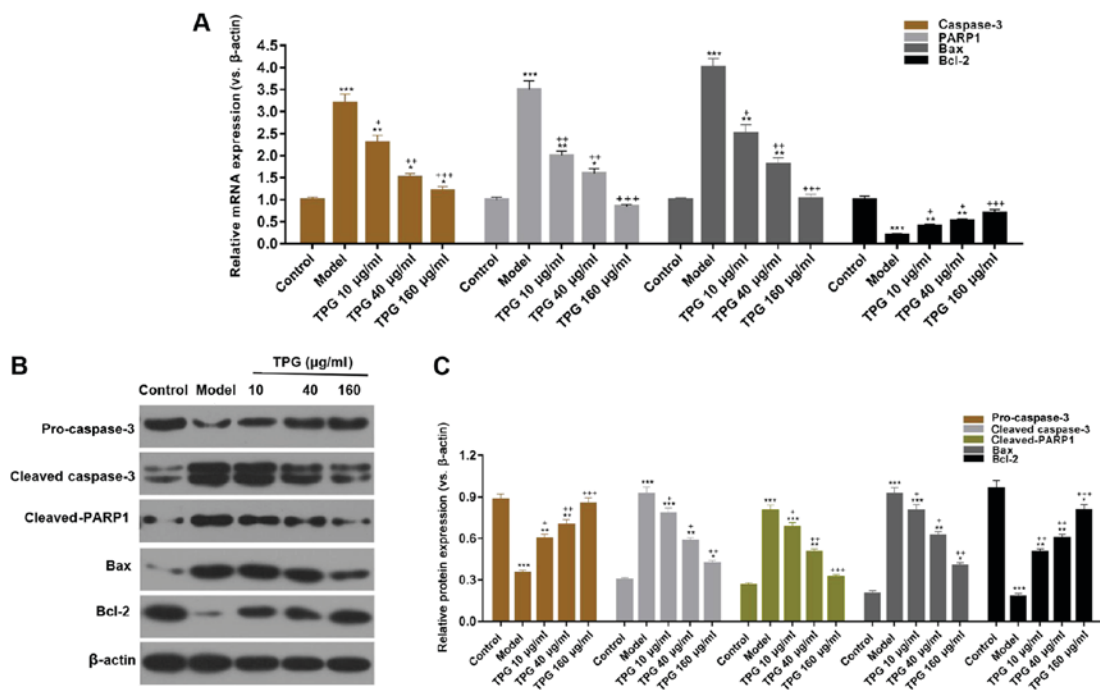 A
Relative mRNA expression (vs. β-actin)
4.5
4.0
3.5
3.0
2.5
2.0
1.5
1.0
0.5
0.0
Caspase-3
PARP1
Bax
Bcl-2
*** + ** ++ * +++ *
*** ++ ** ++ * +++
*** + ** ++ ** +++
*** + ** + ** +++
Control Model TPG 10 µg/ml TPG 40 µg/ml TPG 160 µg/ml
Control Model TPG 10 µg/ml TPG 40 µg/ml TPG 160 µg/ml
Control Model TPG 10 µg/ml TPG 40 µg/ml TPG 160 µg/ml
Control Model TPG 10 µg/ml TPG 40 µg/ml TPG 160 µg/ml
B
TPG (µg/ml)
Control Model 10 40 160
Pro-caspase-3
Cleaved caspase-3
Cleaved-PARP1
Bax
Bcl-2
β-actin
C
Relative protein expression (vs. β-actin)
1.2
0.9
0.6
0.3
0.0
Pro-caspase-3
Cleaved caspase-3
Cleaved-PARP1
Bax
Bcl-2
*** + ** ++ ** +++
*** + *** + ** ++ *
*** + *** ++ ** +++
*** + *** + ** ++ *
*** ++ ** ++ ** +++ *
Control Model TPG 10 µg/ml TPG 40 µg/ml TPG 160 µg/ml
Control Model TPG 10 µg/ml TPG 40 µg/ml TPG 160 µg/ml
Control Model TPG 10 µg/ml TPG 40 µg/ml TPG 160 µg/ml
Control Model TPG 10 µg/ml TPG 40 µg/ml TPG 160 µg/ml
Control Model TPG 10 µg/ml TPG 40 µg/ml TPG 160 µg/ml